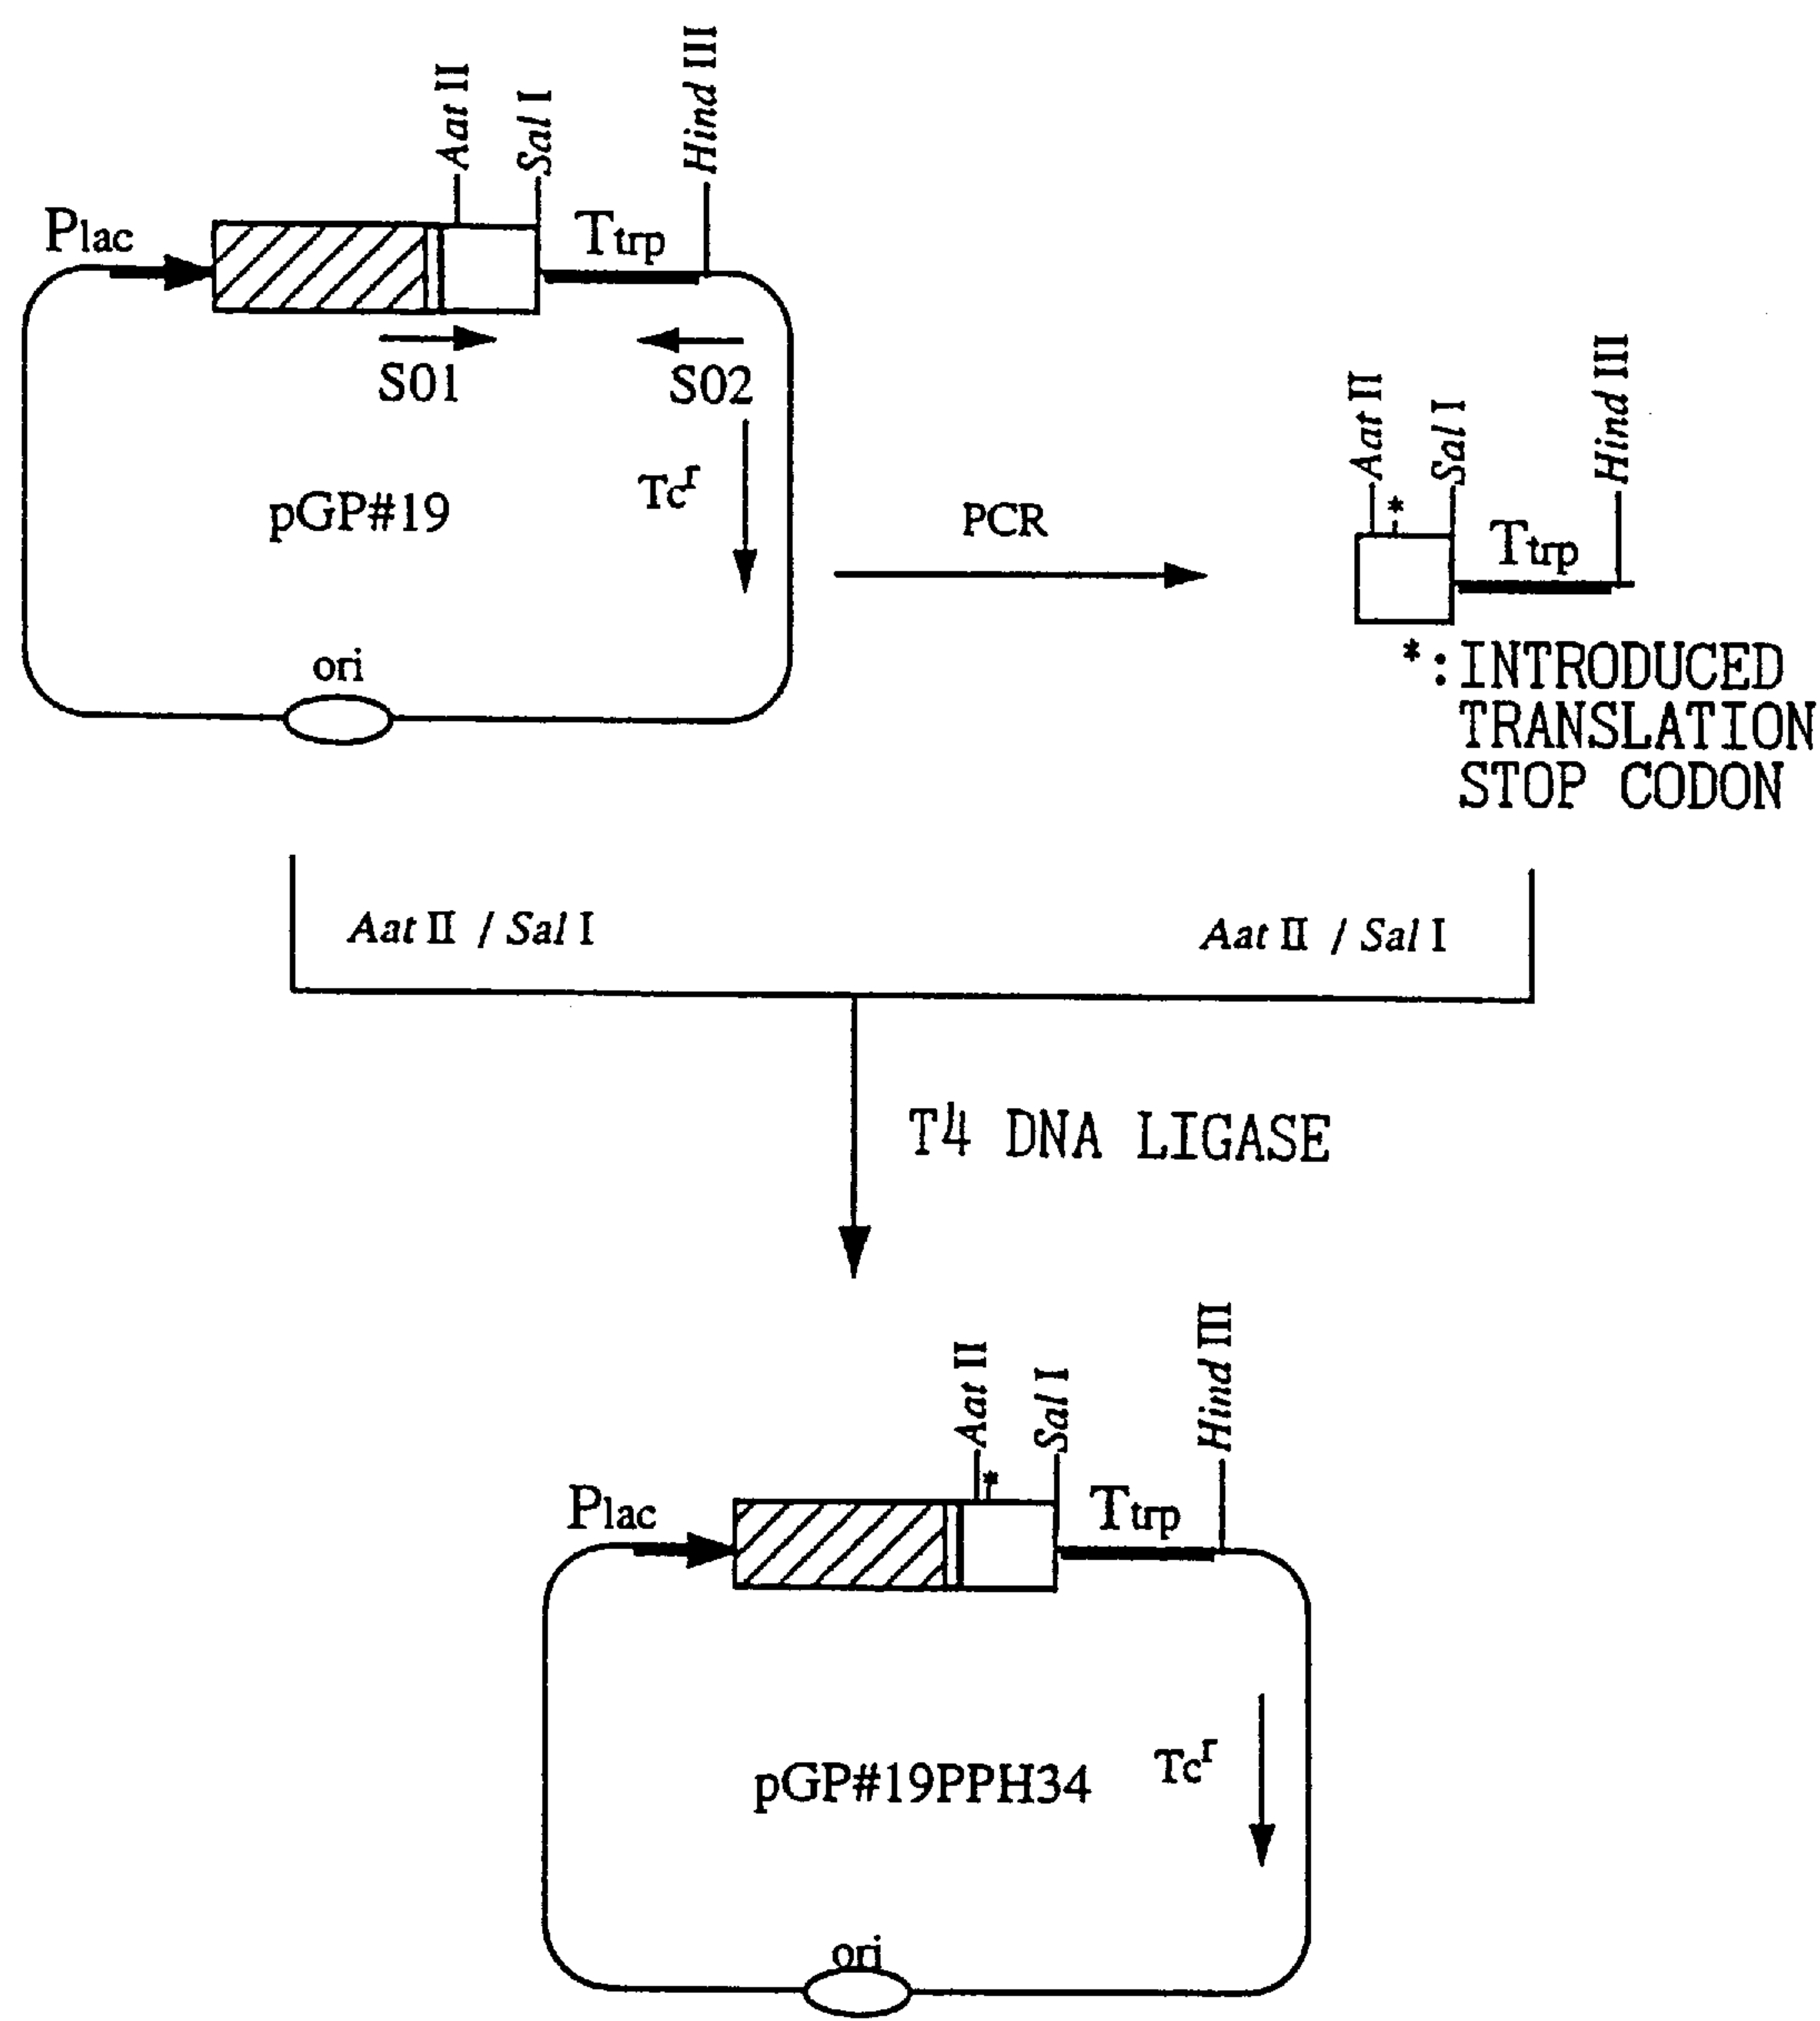 Aat II
Sal I
Hind III
Plac
Ttrp
S01
S02
Tcr
pGP#19
ori
PCR
Aat II
*
Sal I
Hind III
Ttrp
*:INTRODUCED
TRANSLATION
STOP CODON
Aat II / Sal I
Aat II / Sal I
T4 DNA LIGASE
Aat II
*
Sal I
Hind III
Plac
Ttrp
Tcr
pGP#19PPH34
ori